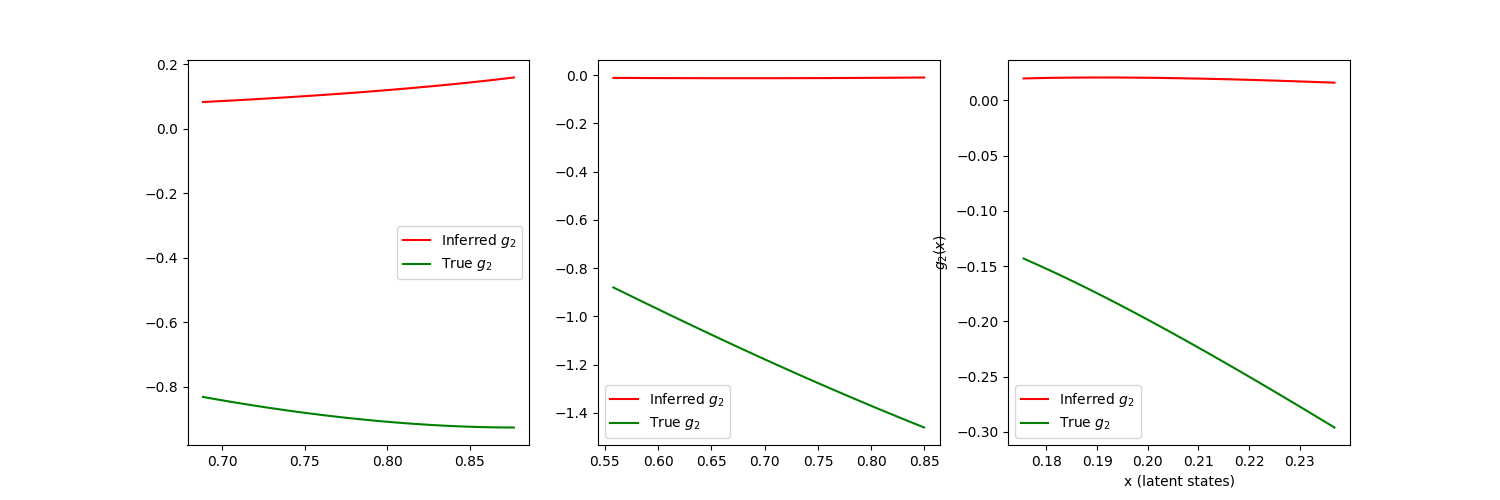 0.2
0.0
−0.2
−0.4
−0.6
−0.8
0.70 0.75 0.80 0.85
Inferred g₂
True g₂
0.0
−0.2
−0.4
−0.6
−0.8
−1.0
−1.2
−1.4
0.55 0.60 0.65 0.70 0.75 0.80 0.85
Inferred g₂
True g₂
g₂(x)
0.00
−0.05
−0.10
−0.15
−0.20
−0.25
−0.30
0.18 0.19 0.20 0.21 0.22 0.23
x (latent states)
Inferred g₂
True g₂